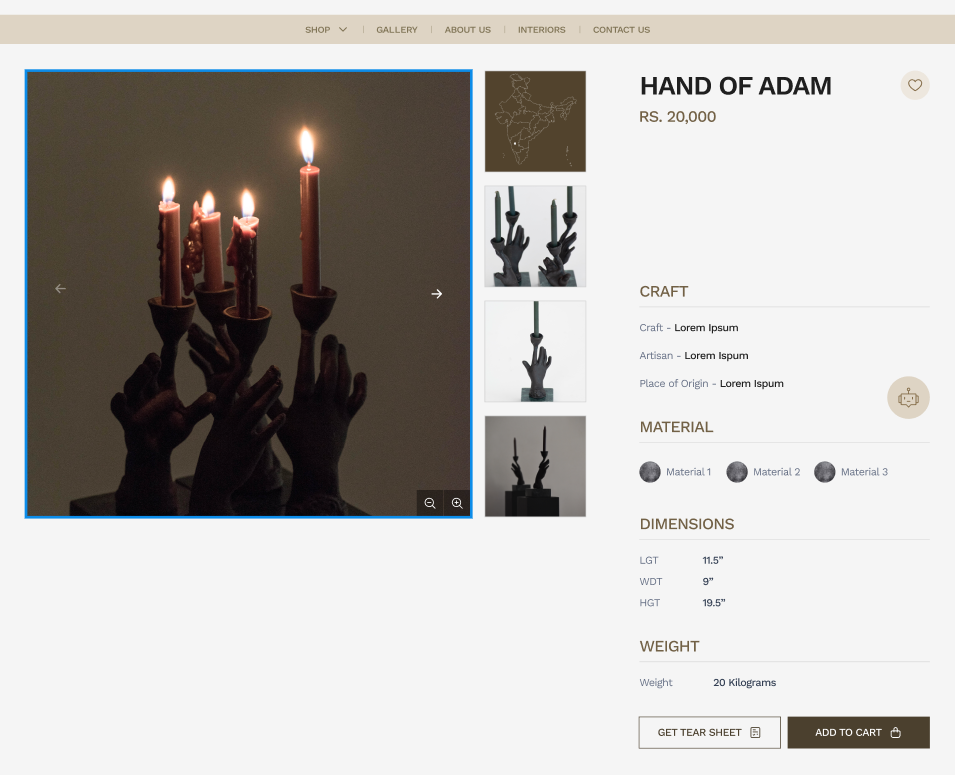 SHOP
GALLERY
ABOUT US
INTERIORS
CONTACT US
HAND OF ADAM
RS. 20,000
CRAFT
Craft - Lorem Ipsum
Artisan - Lorem Ispum
Place of Origin - Lorem Ispum
MATERIAL
Material 1
Material 2
Material 3
DIMENSIONS
LGT 11.5”
WDT 9”
HGT 19.5”
WEIGHT
Weight 20 Kilograms
GET TEAR SHEET
ADD TO CART